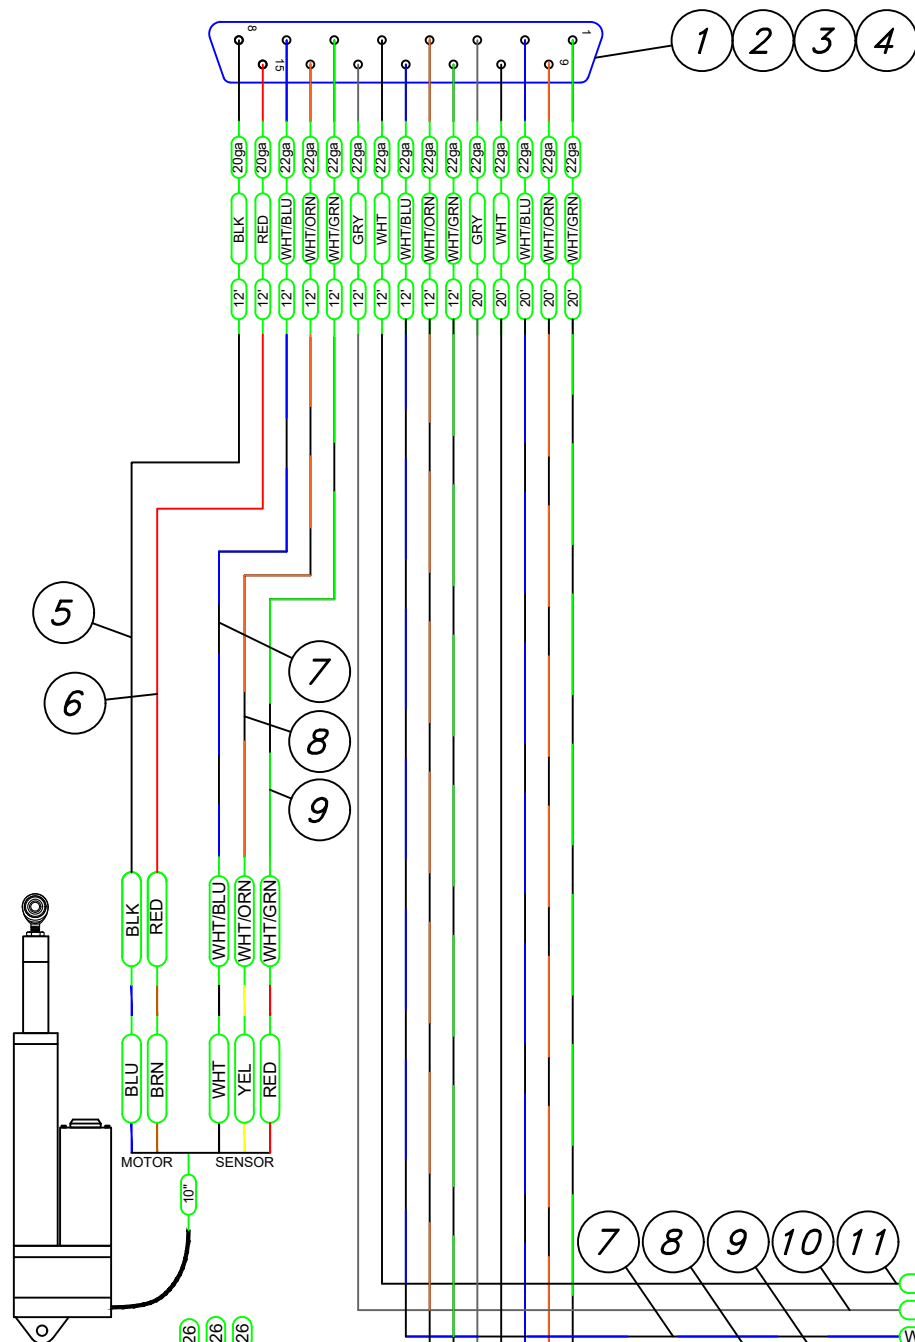 8 1
15 9
1 2 3 4
20ga 20ga 22ga 22ga 22ga 22ga 22ga 22ga 22ga 22ga 22ga 22ga 22ga 22ga 22ga
BLK RED WHT/BLU WHT/ORN WHT/GRN GRY WHT WHT/BLU WHT/ORN WHT/GRN GRY WHT WHT/BLU WHT/ORN WHT/GRN
12' 12' 12' 12' 12' 12' 12' 12' 12' 12' 20' 20' 20' 20' 20'
5
7
6
8
9
BLK RED WHT/BLU WHT/ORN WHT/GRN
BLU BRN WHT YEL RED
MOTOR SENSOR
10"
7 8 9 10 11
26 26 26
W